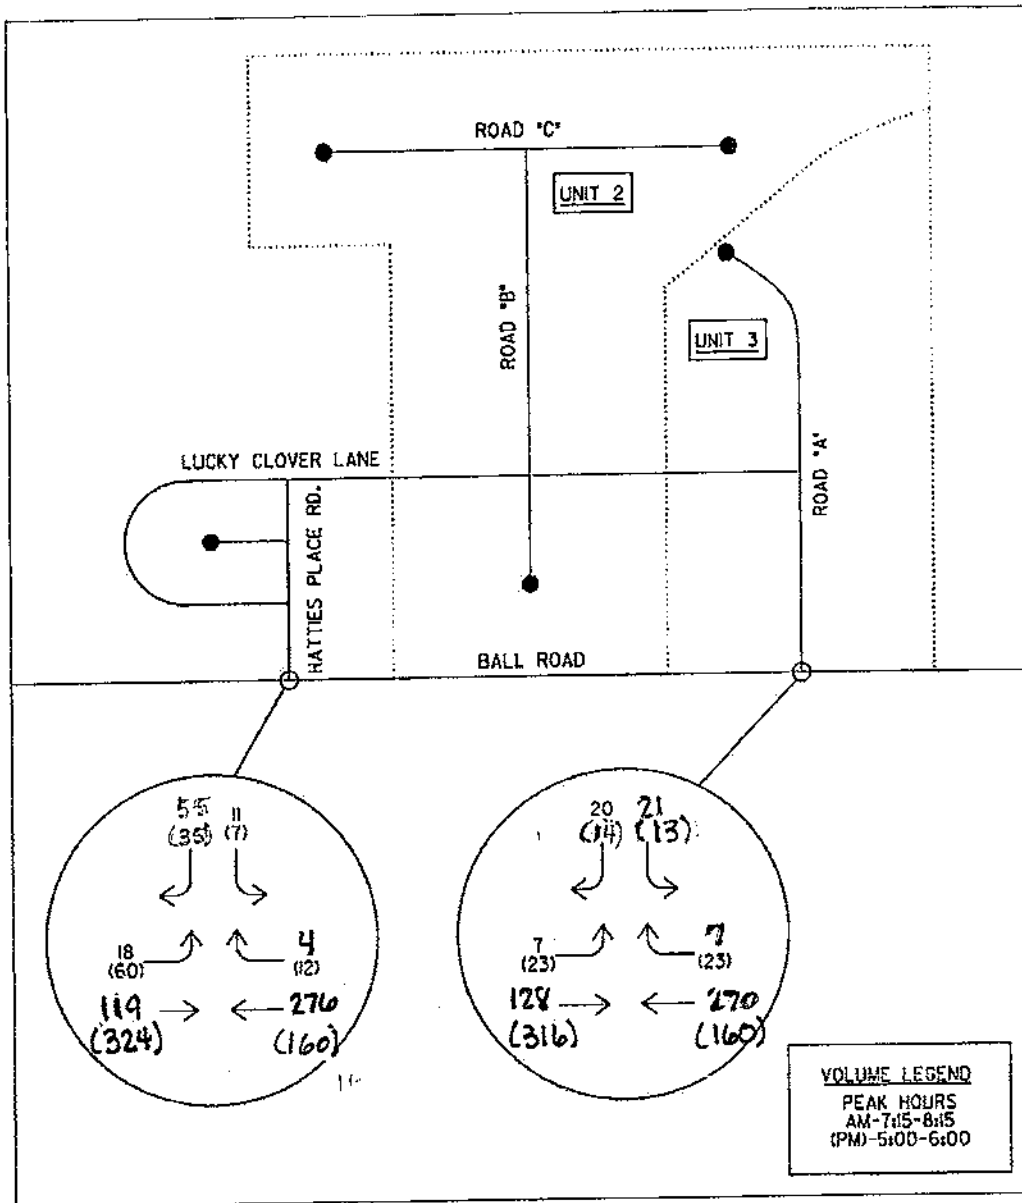 ROAD "C"
UNIT 2
ROAD "B"
UNIT 3
ROAD "A"
LUCKY CLOVER LANE
HATTIES PLACE RD.
BALL ROAD
55 11
(35) (7)
18 4
(60) (12)
119 276
(324) (160)
20 21
(14) (13)
7 7
(23) (23)
128 270
(316) (160)
VOLUME LEGEND
PEAK HOURS
AM-7:15-8:15
(PM)-5:00-6:00